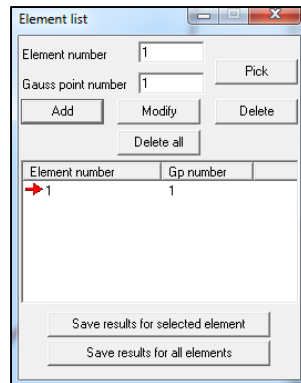 Element list
Element number 1
Gauss point number 1
Pick
Add Modify Delete
Delete all
Element number Gp number
1 1
Save results for selected element
Save results for all elements